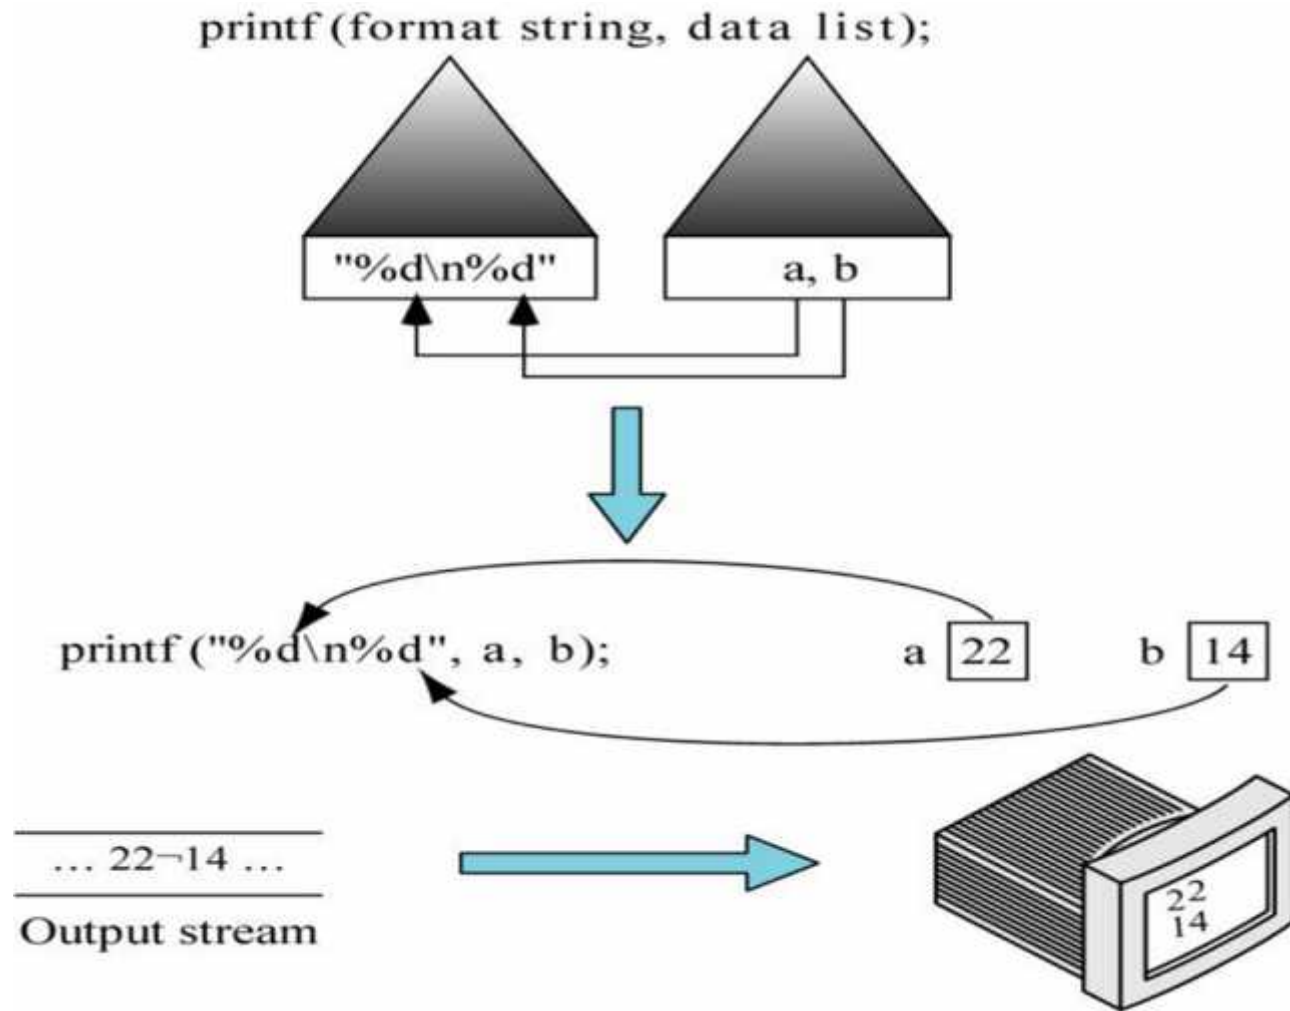 printf (format string, data list);
"%d\n%d" a, b
printf ("%d\n%d", a, b); a 22 b 14
... 22¬14 ...
Output stream
22
14